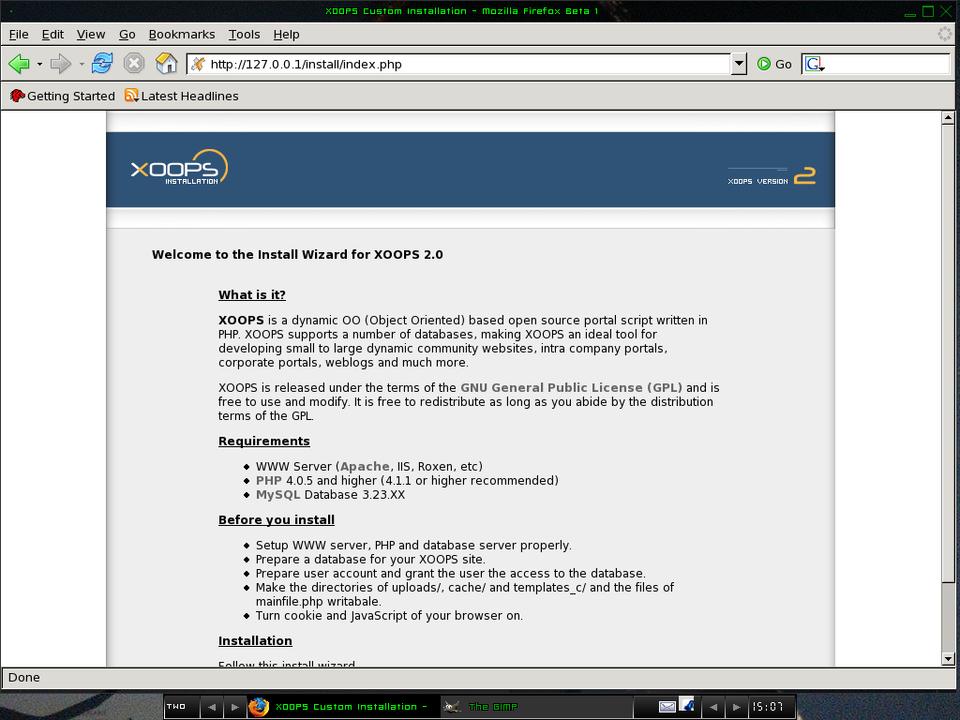 XOOPS Custom Installation - Mozilla Firefox Beta 1
File Edit View Go Bookmarks Tools Help
http://127.0.0.1/install/index.php Go G
Getting Started Latest Headlines
XOOPS
INSTALLATION
XOOPS VERSION 2
Welcome to the Install Wizard for XOOPS 2.0
What is it?
XOOPS is a dynamic OO (Object Oriented) based open source portal script written in
PHP. XOOPS supports a number of databases, making XOOPS an ideal tool for
developing small to large dynamic community websites, intra company portals,
corporate portals, weblogs and much more.
XOOPS is released under the terms of the GNU General Public License (GPL) and is
free to use and modify. It is free to redistribute as long as you abide by the distribution
terms of the GPL.
Requirements
WWW Server (Apache, IIS, Roxen, etc)
PHP 4.0.5 and higher (4.1.1 or higher recommended)
MySQL Database 3.23.XX
Before you install
Setup WWW server, PHP and database server properly.
Prepare a database for your XOOPS site.
Prepare user account and grant the user the access to the database.
Make the directories of uploads/, cache/ and templates_c/ and the files of
mainfile.php writabale.
Turn cookie and JavaScript of your browser on.
Installation
Follow this install wizard.
Done
TWO XOOPS Custom Installation - The GIMP 15:07